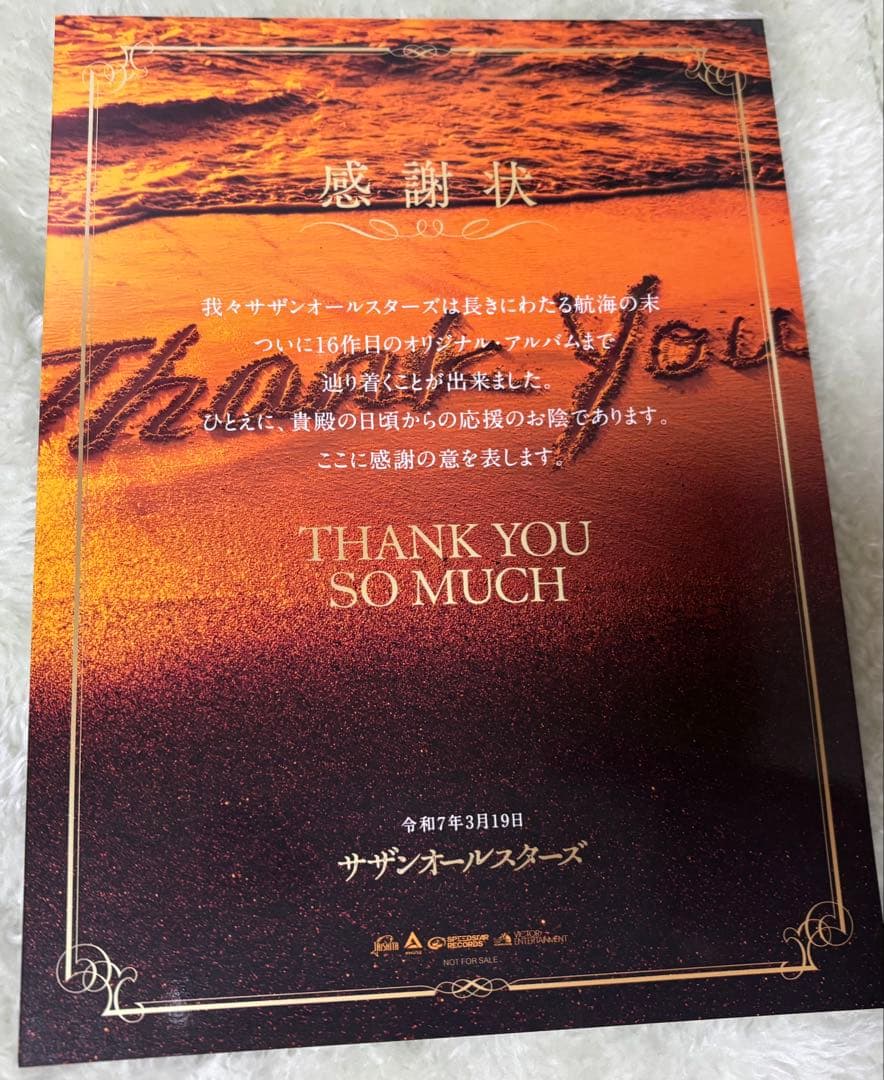 感謝状
我々サザンオールスターズは長きにわたる航海の末
ついに16作目のオリジナル・アルバムまで
辿り着くことが出来ました。
Thank You
ひとえに、貴殿の日頃からの応援のお陰であります。
ここに感謝の意を表します。
THANK YOU
SO MUCH
令和7年3月19日
サザンオールスターズ
TAISHITA
amuse
SPEEDSTAR
RECORDS
VICTOR
ENTERTAINMENT
NOT FOR SALE